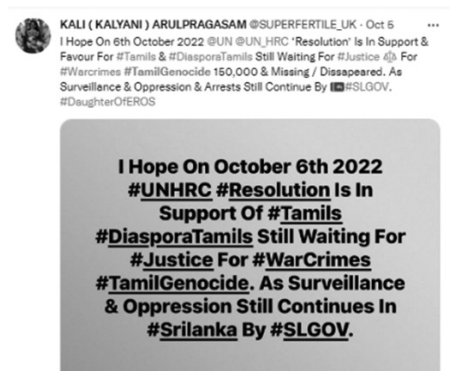 KALI ( KALYANI ) ARULPRAGASAM @SUPERFERTILE_UK · Oct 5 ...
I Hope On 6th October 2022 @UN @UN_HRC 'Resolution' Is In Support &
Favour For #Tamils & #DiasporaTamils Still Waiting For #Justice ⚖ For
#Warcrimes #TamilGenocide 150,000 & Missing / Dissapeared. As
Surveillance & Oppression & Arrests Still Continue By 🇱🇰#SLGOV.
#DaughterOfEROS
I Hope On October 6th 2022
#UNHRC #Resolution Is In
Support Of #Tamils
#DiasporaTamils Still Waiting For
#Justice For #WarCrimes
#TamilGenocide. As Surveillance
& Oppression Still Continues In
#Srilanka By #SLGOV.